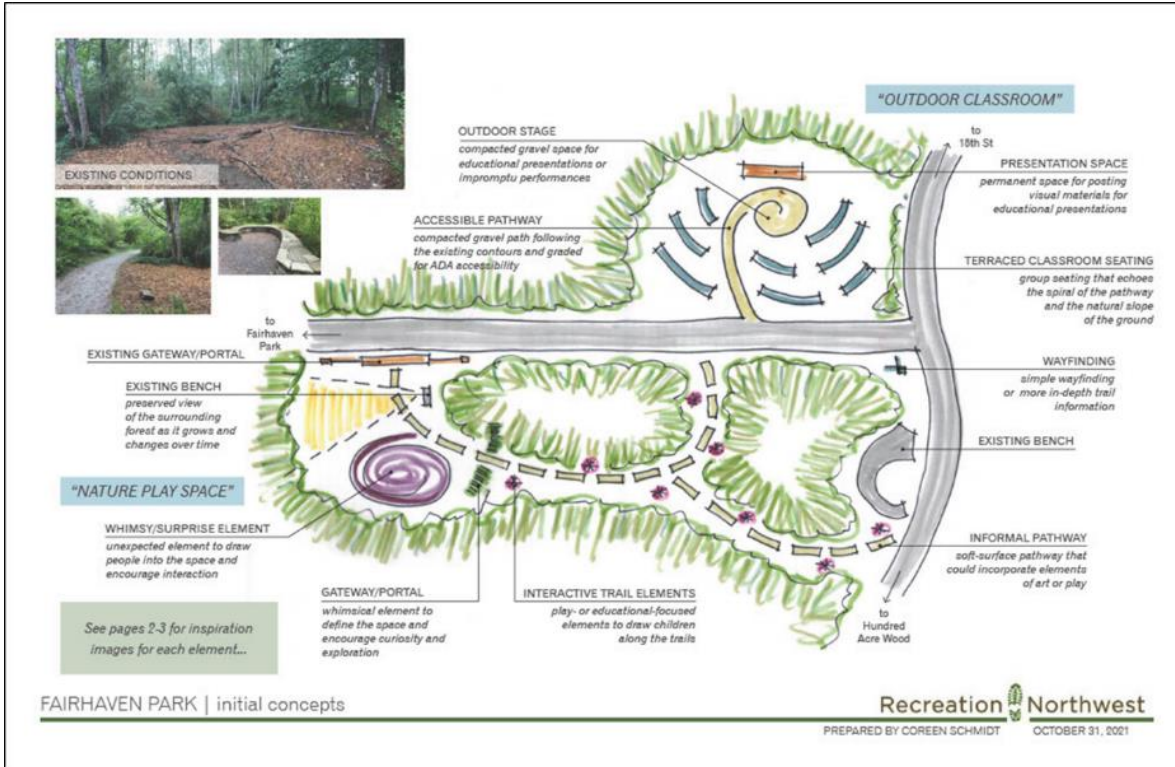 EXISTING CONDITIONS
"OUTDOOR CLASSROOM"
to
15th St
OUTDOOR STAGE
compacted gravel space for
educational presentations or
impromptu performances
PRESENTATION SPACE
permanent space for posting
visual materials for
educational presentations
ACCESSIBLE PATHWAY
compacted gravel path following
the existing contours and graded
for ADA accessibility
TERRACED CLASSROOM SEATING
group seating that echoes
the spiral of the pathway
and the natural slope
of the ground
to
Fairhaven
Park
EXISTING GATEWAY/PORTAL
EXISTING BENCH
preserved view
of the surrounding
forest as it grows and
changes over time
WAYFINDING
simple wayfinding
or more in-depth trail
information
EXISTING BENCH
"NATURE PLAY SPACE"
WHIMSY/SURPRISE ELEMENT
unexpected element to draw
people into the space and
encourage interaction
INFORMAL PATHWAY
soft-surface pathway that
could incorporate elements
of art or play
GATEWAY/PORTAL
whimsical element to
define the space and
encourage curiosity and
exploration
INTERACTIVE TRAIL ELEMENTS
play- or educational-focused
elements to draw children
along the trails
to
Hundred
Acre Wood
See pages 2-3 for inspiration
images for each element...
FAIRHAVEN PARK | initial concepts
Recreation Northwest
PREPARED BY COREEN SCHMIDT OCTOBER 31, 2021